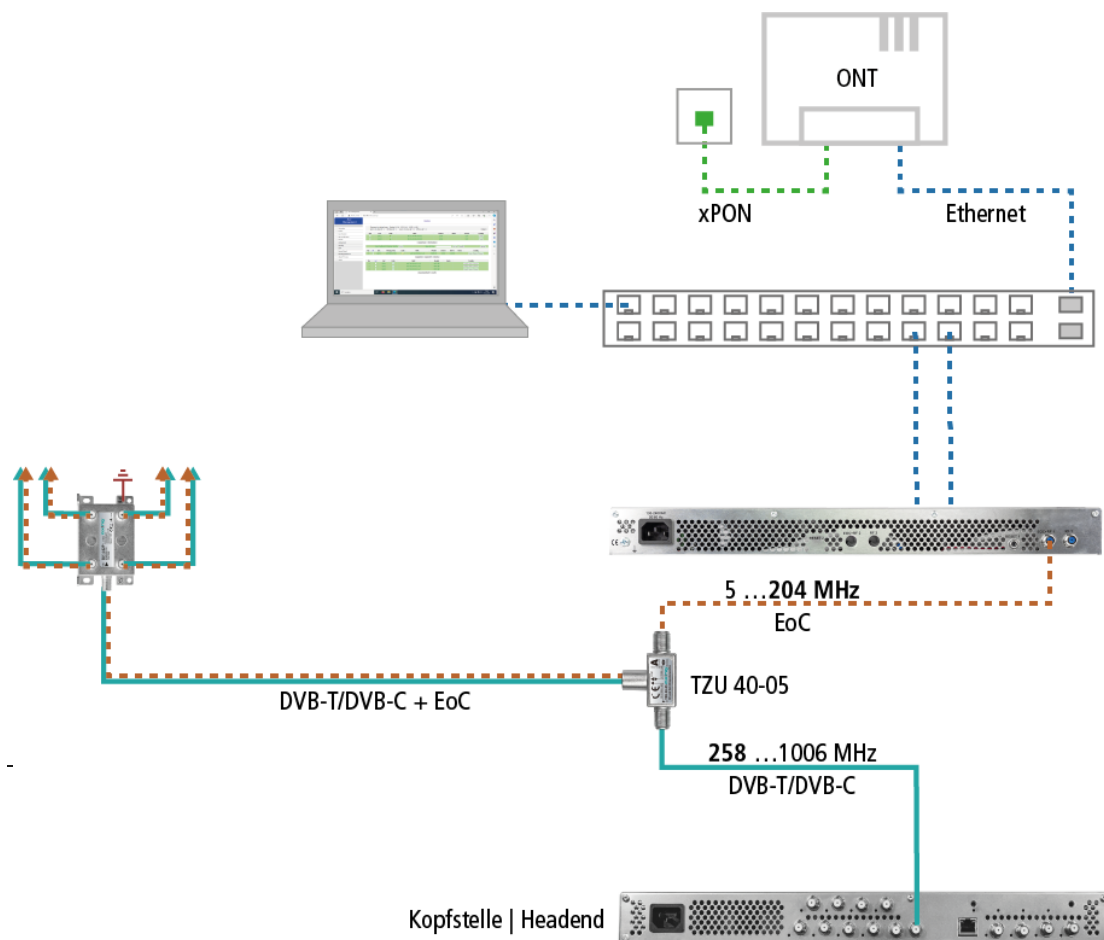 ONT
xPON
Ethernet
5 ...204 MHz
EoC
TZU 40-05
DVB-T/DVB-C + EoC
258 ...1006 MHz
DVB-T/DVB-C
-
Kopfstelle | Headend